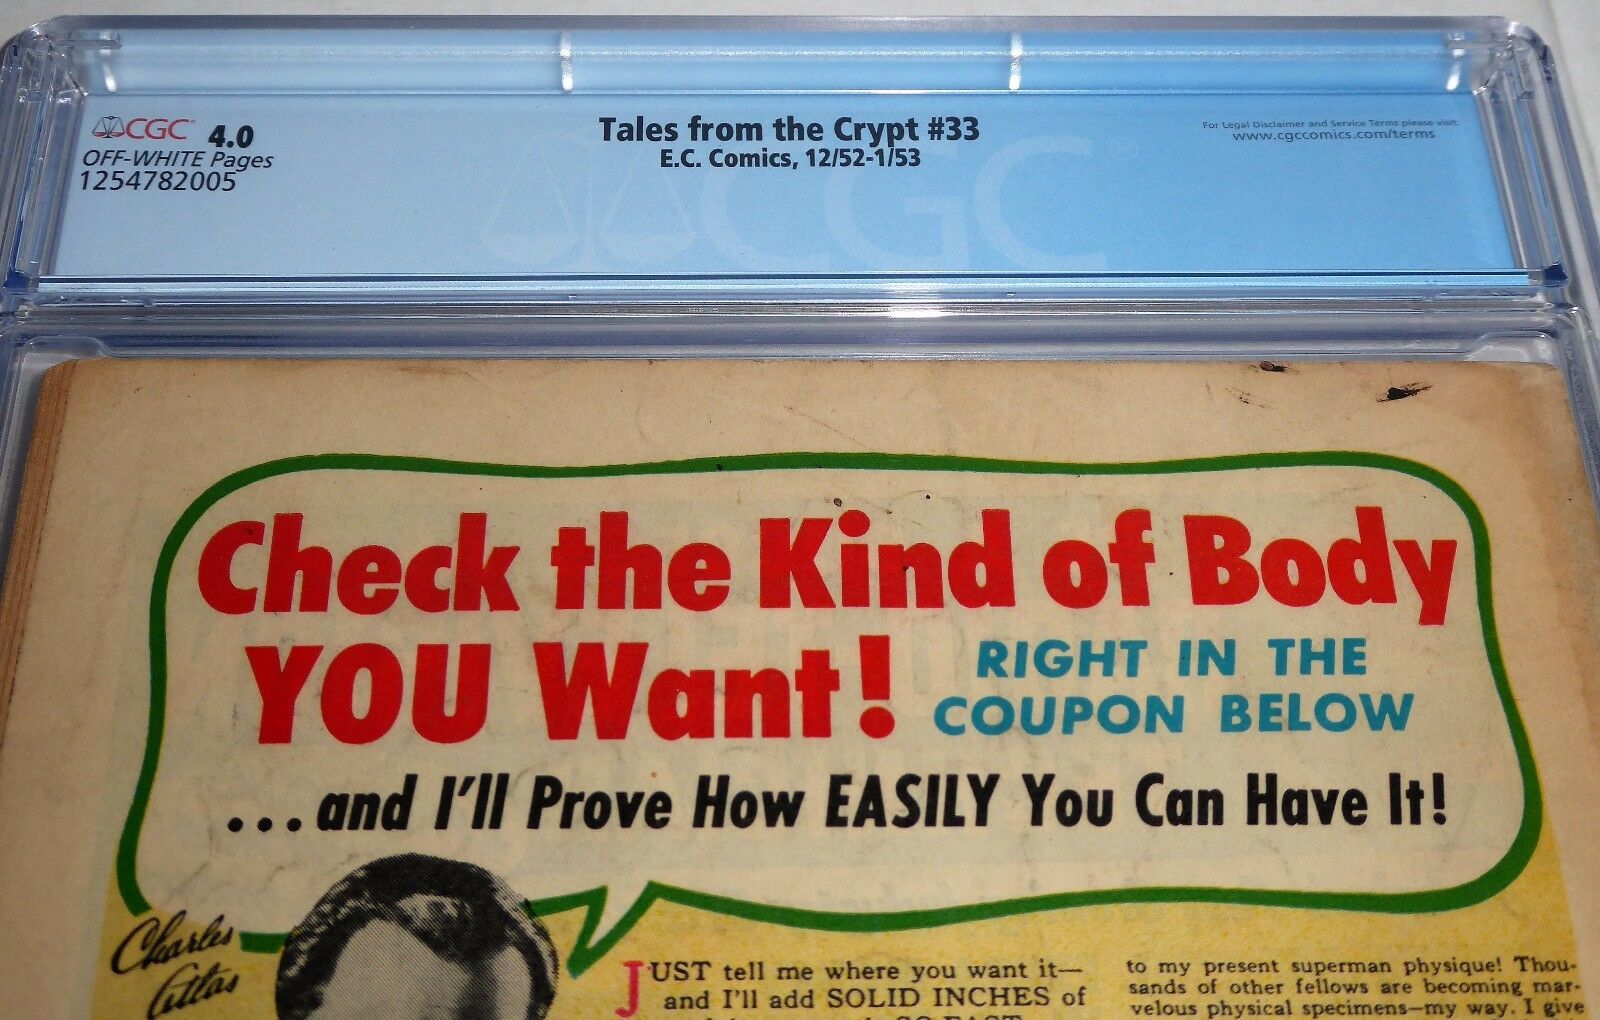 CGC 4.0
OFF-WHITE Pages
1254782005
Tales from the Crypt #33
E.C. Comics, 12/52-1/53
For Legal Disclaimer and Service Terms please visit:
www.cgccomics.com/terms
CGC
Check the Kind of Body
YOU Want! RIGHT IN THE
COUPON BELOW
...and I'll Prove How EASILY You Can Have It!
Charles
Atlas
JUST tell me where you want it—
and I'll add SOLID INCHES of
SO FAST
to my present superman physique! Thou-
sands of other fellows are becoming mar-
velous physical specimens—my way. I give